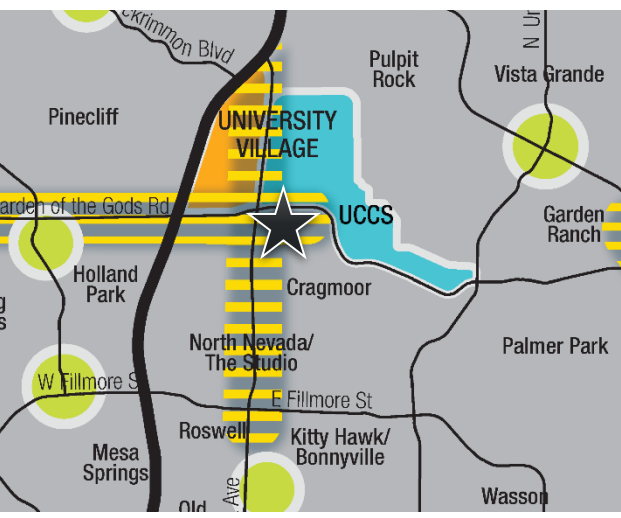 ckrimmon Blvd
Pulpit
Rock
N Un
Vista Grande
Pinecliff
UNIVERSITY
VILLAGE
arden of the Gods Rd
UCCS
Garden
Ranch
Holland
Park
Cragmoor
g
s
North Nevada/
The Studio
Palmer Park
W Fillmore S
E Fillmore St
Roswell
Kitty Hawk/
Bonnyville
Mesa
Springs
Ave
Old
Wasson